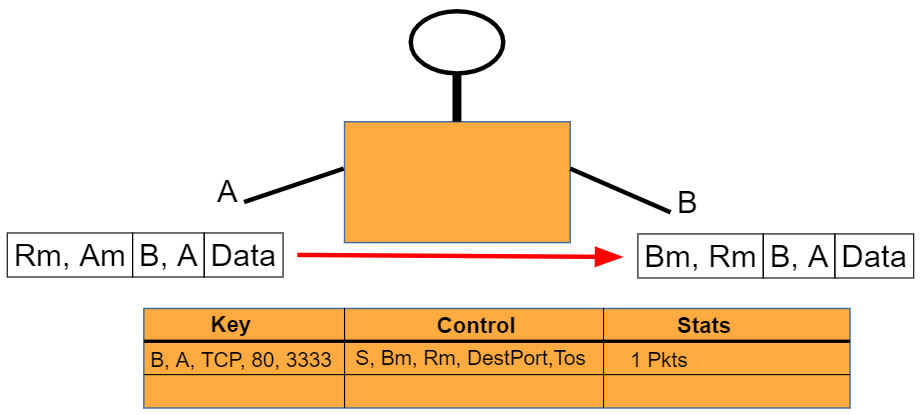 A
B
Rm, Am B, A Data
Bm, Rm B, A Data
Key Control Stats
B, A, TCP, 80, 3333 S, Bm, Rm, DestPort,Tos 1 Pkts